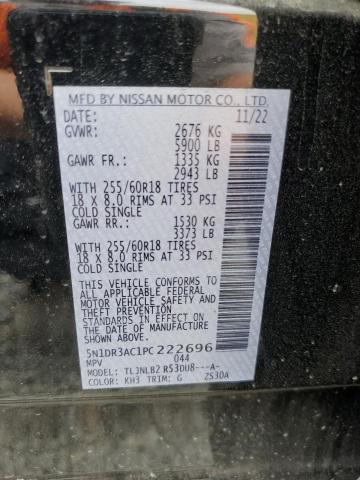 MFD BY NISSAN MOTOR CO., LTD.
DATE: 11/22
GVWR: 2676 KG
5900 LB
GAWR FR.: 1335 KG
2943 LB
WITH 255/60R18 TIRES
18 X 8.0 RIMS AT 33 PSI
COLD SINGLE
GAWR RR.: 1530 KG
3373 LB
WITH 255/60R18 TIRES
18 X 8.0 RIMS AT 33 PSI
COLD SINGLE
THIS VEHICLE CONFORMS TO ALL
APPLICABLE FEDERAL MOTOR
VEHICLE SAFETY, BUMPER, AND
THEFT PREVENTION
STANDARDS IN EFFECT ON
THE DATE OF MANUFACTURE
SHOWN ABOVE
5N1DR3AC1PC222696
MPV 044
MODEL: TLJNLB2 R53DU8---A-
COLOR: KH3 TRIM: G ZS30A